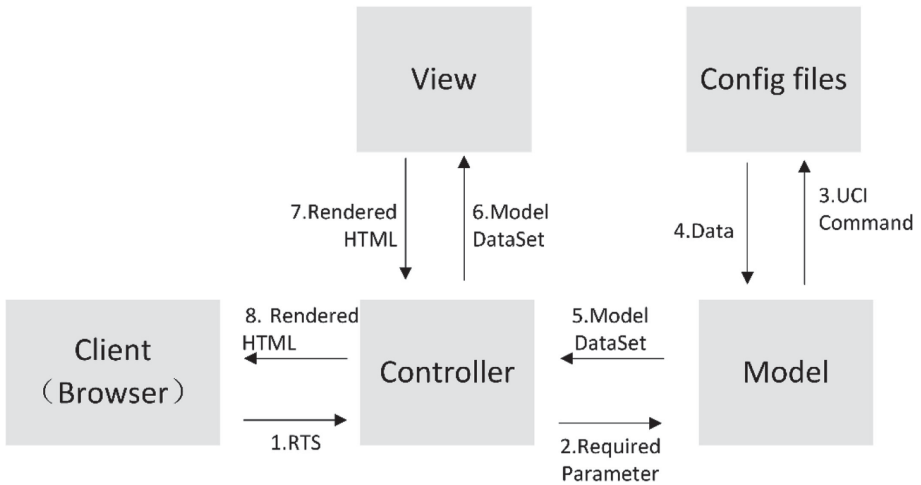 View
Config files
7.Rendered
HTML
6.Model
DataSet
4.Data
3.UCI
Command
Client
（Browser）
8. Rendered
HTML
1.RTS
Controller
5.Model
DataSet
2.Required
Parameter
Model